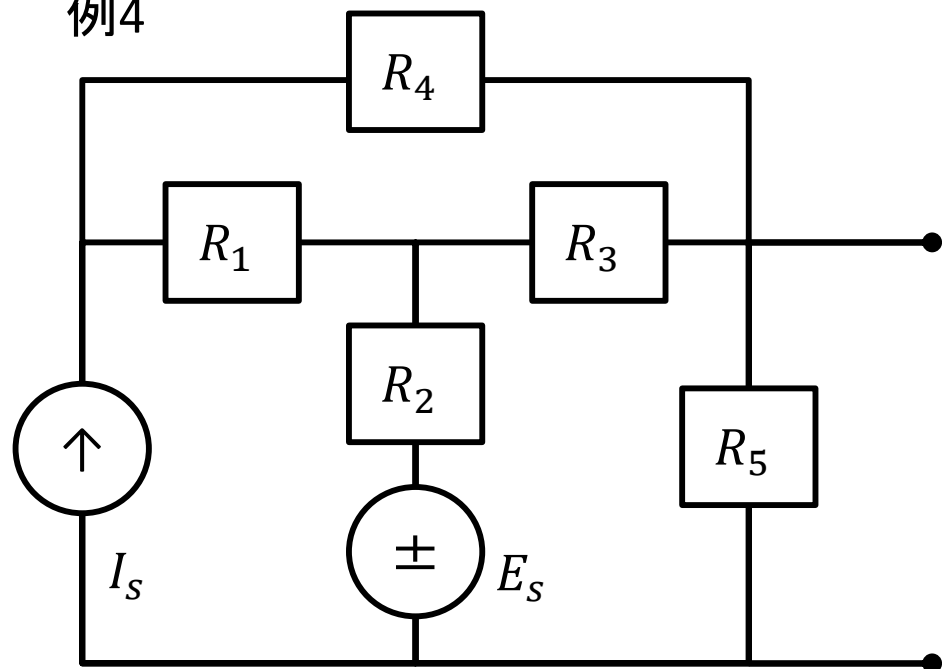 例4
R₄
R₁
R₃
R₂
R₅
↑
±
Iₛ
Eₛ